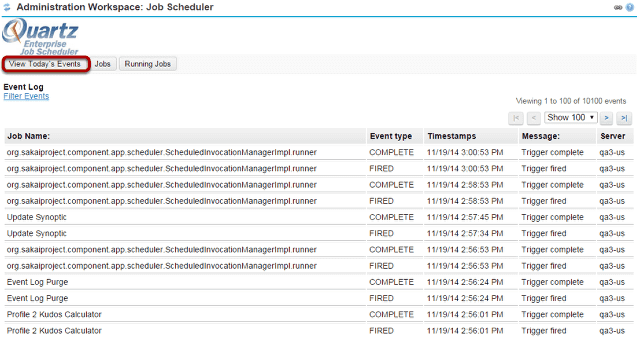 Administration Workspace: Job Scheduler
Quartz
Enterprise
Job Scheduler
View Today's Events Jobs Running Jobs
Event Log
Filter Events
Viewing 1 to 100 of 10100 events
|< < Show 100 > >|
Job Name: Event type Timestamps Message: Server
org.sakaiproject.component.app.scheduler.ScheduledInvocationManagerImpl.runner COMPLETE 11/19/14 3:00:53 PM Trigger complete qa3-us
org.sakaiproject.component.app.scheduler.ScheduledInvocationManagerImpl.runner FIRED 11/19/14 3:00:53 PM Trigger fired qa3-us
org.sakaiproject.component.app.scheduler.ScheduledInvocationManagerImpl.runner COMPLETE 11/19/14 2:58:53 PM Trigger complete qa3-us
org.sakaiproject.component.app.scheduler.ScheduledInvocationManagerImpl.runner FIRED 11/19/14 2:58:53 PM Trigger fired qa3-us
Update Synoptic COMPLETE 11/19/14 2:57:45 PM Trigger complete qa3-us
Update Synoptic FIRED 11/19/14 2:57:34 PM Trigger fired qa3-us
org.sakaiproject.component.app.scheduler.ScheduledInvocationManagerImpl.runner COMPLETE 11/19/14 2:56:53 PM Trigger complete qa3-us
org.sakaiproject.component.app.scheduler.ScheduledInvocationManagerImpl.runner FIRED 11/19/14 2:56:53 PM Trigger fired qa3-us
Event Log Purge COMPLETE 11/19/14 2:56:24 PM Trigger complete qa3-us
Event Log Purge FIRED 11/19/14 2:56:24 PM Trigger fired qa3-us
Profile 2 Kudos Calculator COMPLETE 11/19/14 2:56:01 PM Trigger complete qa3-us
Profile 2 Kudos Calculator FIRED 11/19/14 2:56:01 PM Trigger fired qa3-us